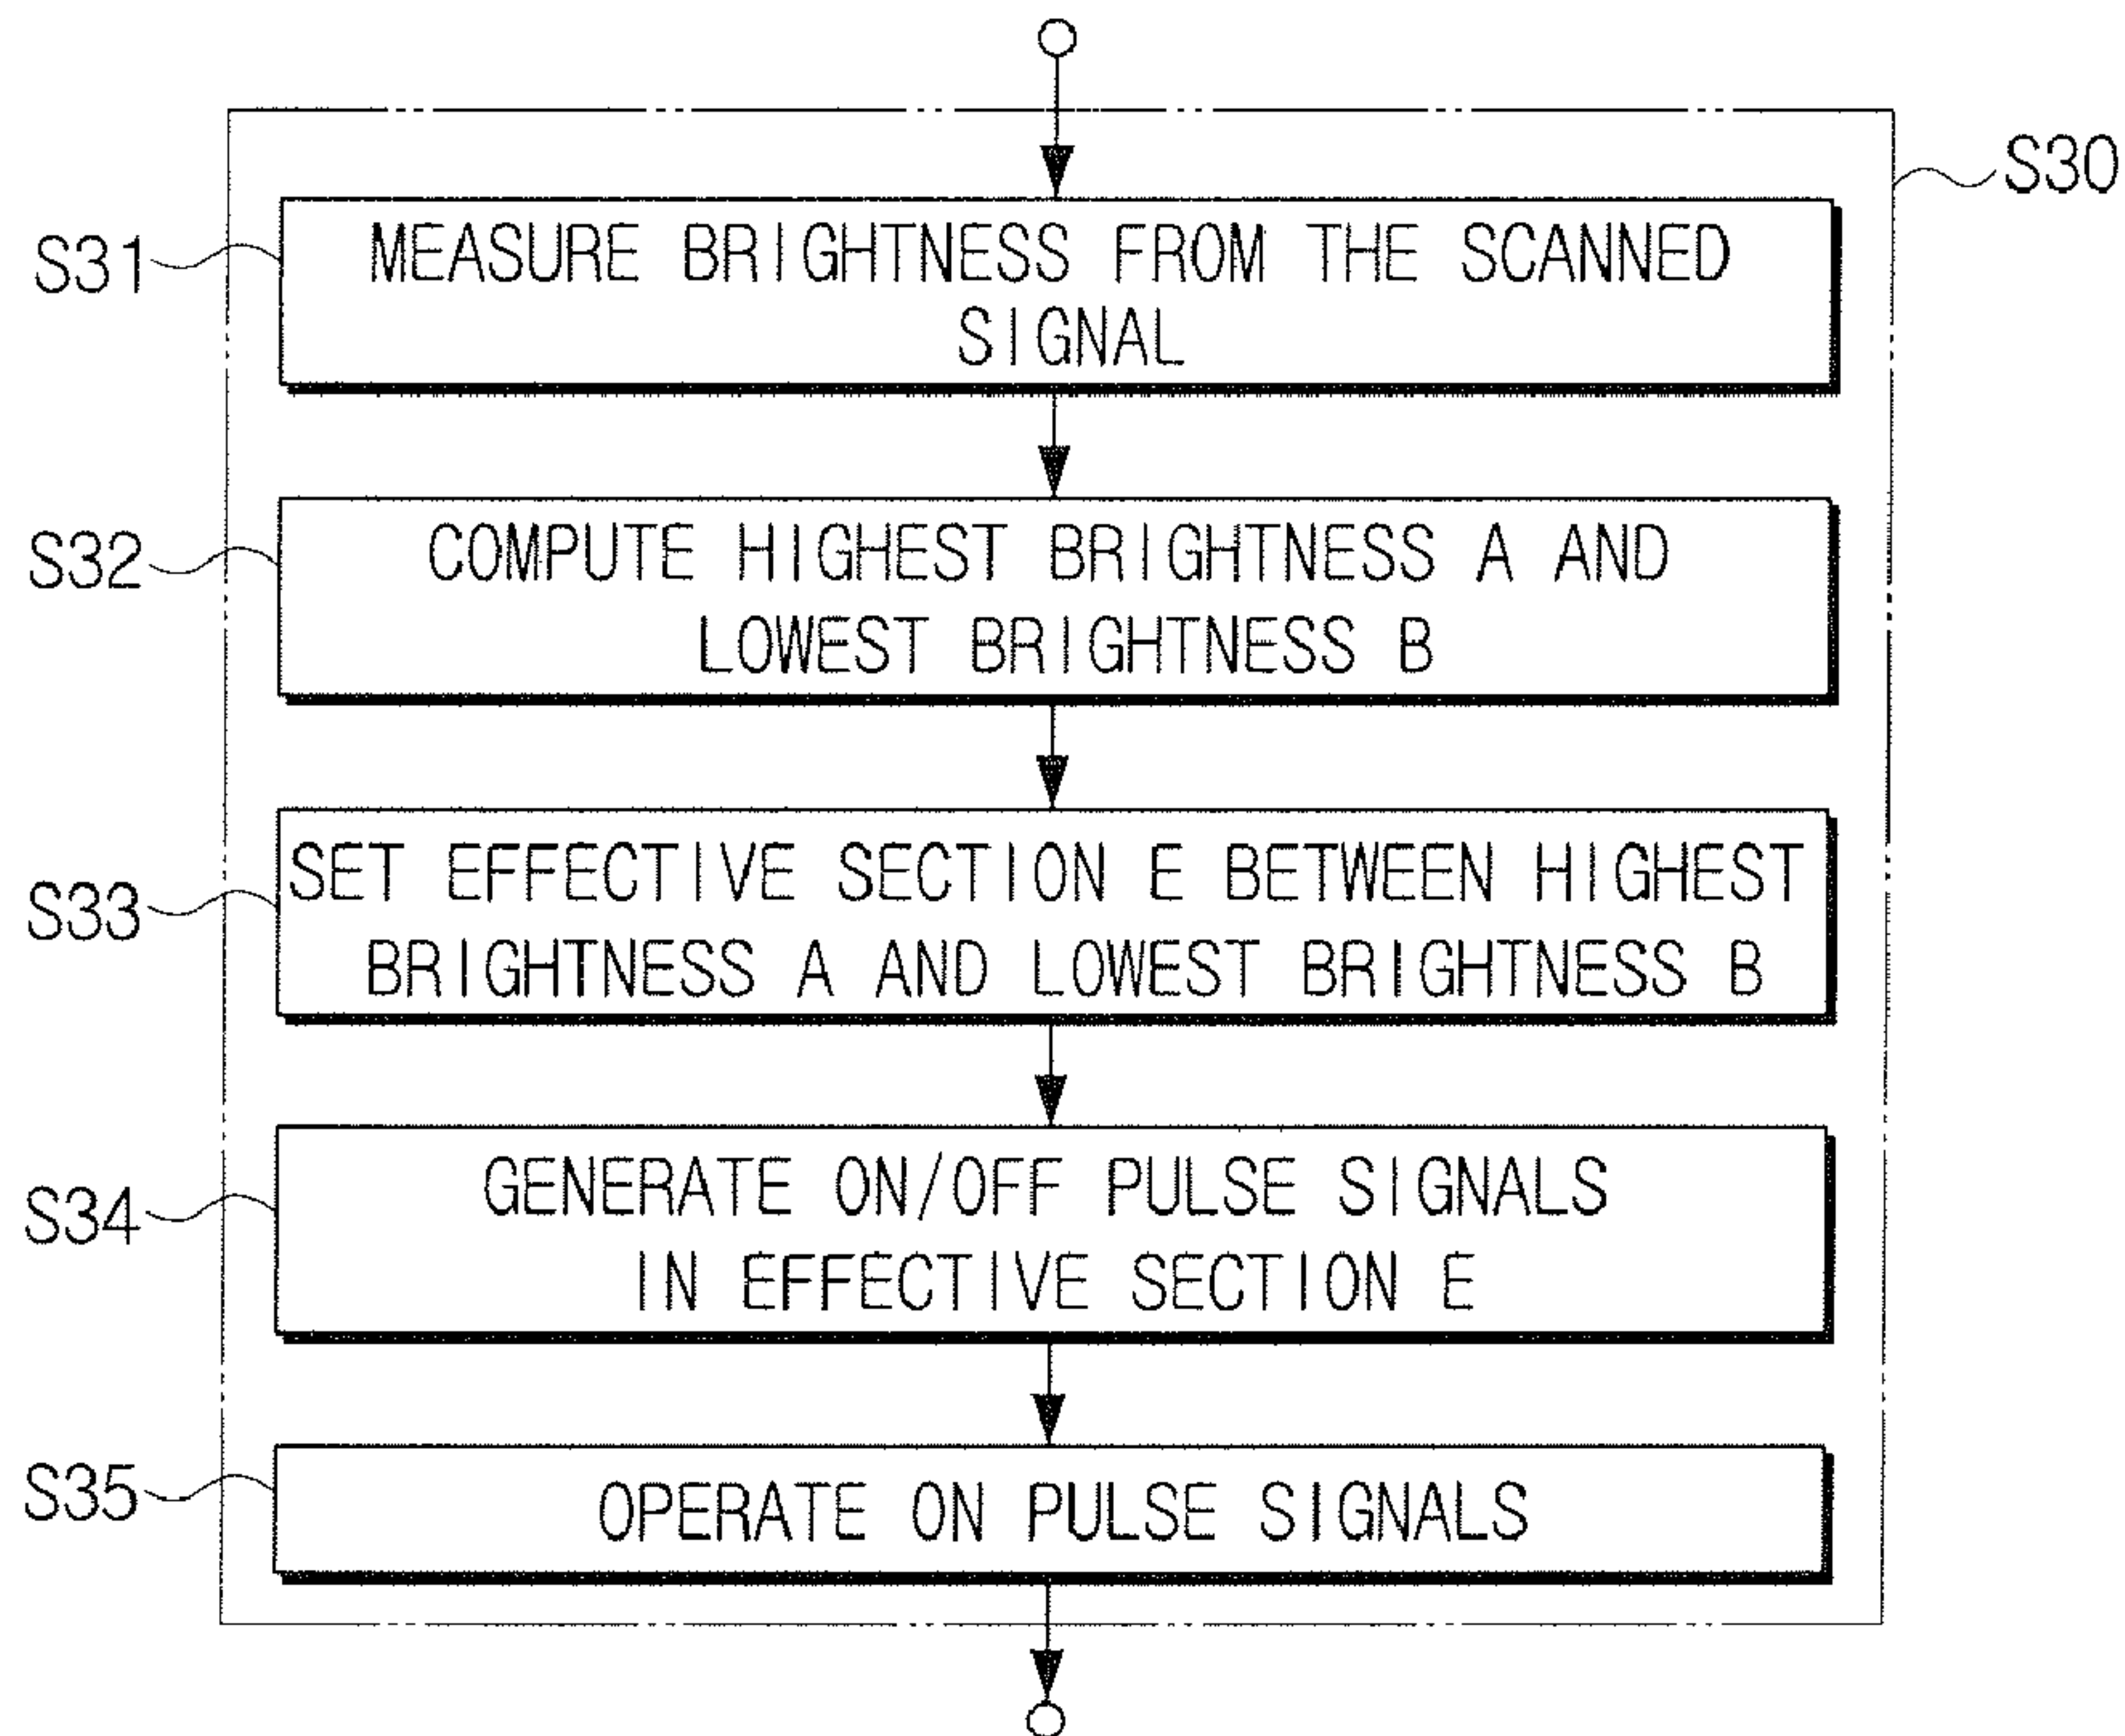 S30
S31
MEASURE BRIGHTNESS FROM THE SCANNED
SIGNAL
S32
COMPUTE HIGHEST BRIGHTNESS A AND
LOWEST BRIGHTNESS B
S33
SET EFFECTIVE SECTION E BETWEEN HIGHEST
BRIGHTNESS A AND LOWEST BRIGHTNESS B
S34
GENERATE ON/OFF PULSE SIGNALS
IN EFFECTIVE SECTION E
S35
OPERATE ON PULSE SIGNALS